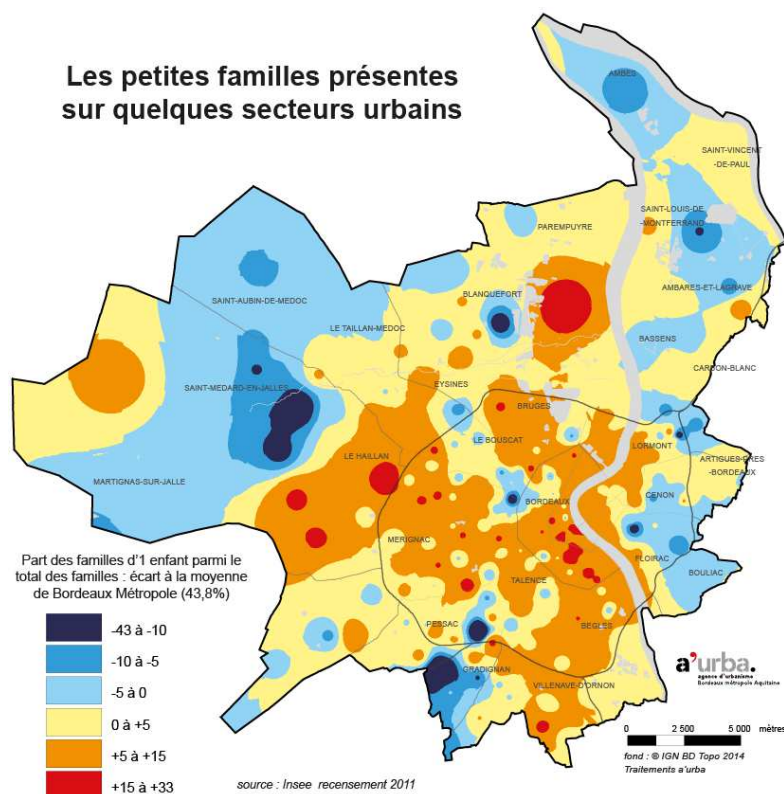 Les petites familles présentes
sur quelques secteurs urbains
AMBÈS
SAINT-VINCENT
-DE-PAUL
SAINT-LOUIS-DE
-MONTFERRAND
PAREMPUYRE
AMBARES-ET-LAGRAVE
BLANQUEFORT
SAINT-AUBIN-DE-MEDOC
LE TAILLAN-MEDOC
BASSENS
CARBON-BLANC
EYSINES
SAINT-MEDARD-EN-JALLES
BRUGES
LE BOUSCAT
LORMONT
ARTIGUES-PRES
-BORDEAUX
LE HAILLAN
MARTIGNAS-SUR-JALLE
CENON
BORDEAUX
MERIGNAC
FLOIRAC
BOULIAC
TALENCE
PESSAC
BEGLES
GRADIGNAN
VILLENAVE-D'ORNON
Part des familles d'1 enfant parmi le
total des familles : écart à la moyenne
de Bordeaux Métropole (43,8%)
-43 à -10
-10 à -5
-5 à 0
0 à +5
+5 à +15
+15 à +33
source : Insee recensement 2011
a'urba.
agence d'urbanisme
Bordeaux métropole Aquitaine
0 2 500 5 000 mètres
fond : © IGN BD Topo 2014
Traitements a'urba